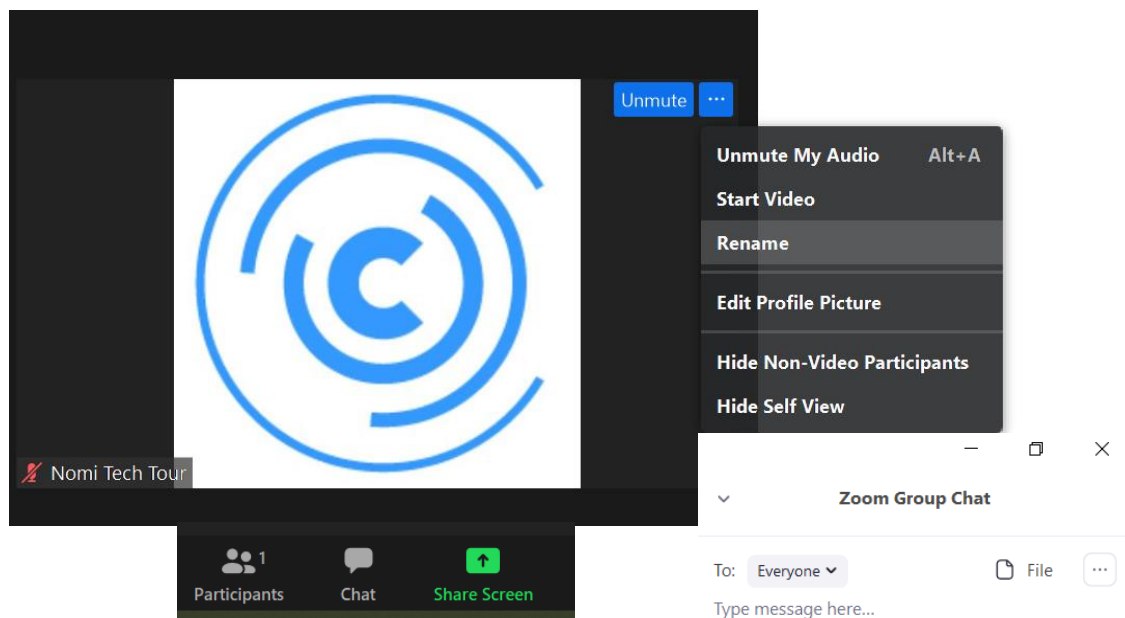 Unmute ...
Unmute My Audio Alt+A
Start Video
Rename
Edit Profile Picture
Hide Non-Video Participants
Hide Self View
Nomi Tech Tour
1
Participants Chat Share Screen
Zoom Group Chat
To: Everyone File ...
Type message here...